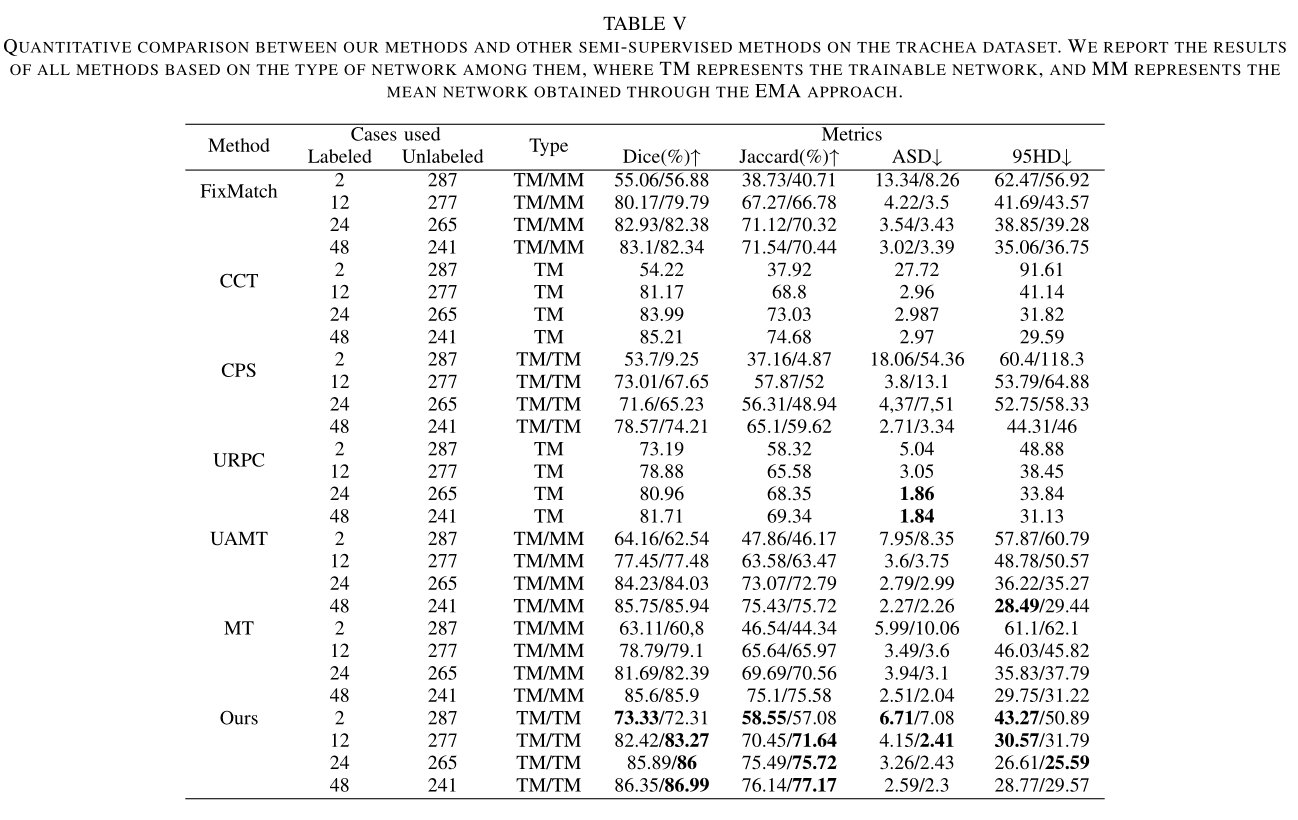 TABLE V
QUANTITATIVE COMPARISON BETWEEN OUR METHODS AND OTHER SEMI-SUPERVISED METHODS ON THE TRACHEA DATASET. WE REPORT THE RESULTS
OF ALL METHODS BASED ON THE TYPE OF NETWORK AMONG THEM, WHERE TM REPRESENTS THE TRAINABLE NETWORK, AND MM REPRESENTS THE
MEAN NETWORK OBTAINED THROUGH THE EMA APPROACH.
Method Cases used Type Metrics
Labeled Unlabeled Dice(%)↑ Jaccard(%)↑ ASD↓ 95HD↓
FixMatch 2 287 TM/MM 55.06/56.88 38.73/40.71 13.34/8.26 62.47/56.92
12 277 TM/MM 80.17/79.79 67.27/66.78 4.22/3.5 41.69/43.57
24 265 TM/MM 82.93/82.38 71.12/70.32 3.54/3.43 38.85/39.28
48 241 TM/MM 83.1/82.34 71.54/70.44 3.02/3.39 35.06/36.75
CCT 2 287 TM 54.22 37.92 27.72 91.61
12 277 TM 81.17 68.8 2.96 41.14
24 265 TM 83.99 73.03 2.987 31.82
48 241 TM 85.21 74.68 2.97 29.59
CPS 2 287 TM/TM 53.7/9.25 37.16/4.87 18.06/54.36 60.4/118.3
12 277 TM/TM 73.01/67.65 57.87/52 3.8/13.1 53.79/64.88
24 265 TM/TM 71.6/65.23 56.31/48.94 4,37/7,51 52.75/58.33
48 241 TM/TM 78.57/74.21 65.1/59.62 2.71/3.34 44.31/46
URPC 2 287 TM 73.19 58.32 5.04 48.88
12 277 TM 78.88 65.58 3.05 38.45
24 265 TM 80.96 68.35 1.86 33.84
48 241 TM 81.71 69.34 1.84 31.13
UAMT 2 287 TM/MM 64.16/62.54 47.86/46.17 7.95/8.35 57.87/60.79
12 277 TM/MM 77.45/77.48 63.58/63.47 3.6/3.75 48.78/50.57
24 265 TM/MM 84.23/84.03 73.07/72.79 2.79/2.99 36.22/35.27
48 241 TM/MM 85.75/85.94 75.43/75.72 2.27/2.26 28.49/29.44
MT 2 287 TM/MM 63.11/60,8 46.54/44.34 5.99/10.06 61.1/62.1
12 277 TM/MM 78.79/79.1 65.64/65.97 3.49/3.6 46.03/45.82
24 265 TM/MM 81.69/82.39 69.69/70.56 3.94/3.1 35.83/37.79
48 241 TM/MM 85.6/85.9 75.1/75.58 2.51/2.04 29.75/31.22
Ours 2 287 TM/TM 73.33/72.31 58.55/57.08 6.71/7.08 43.27/50.89
12 277 TM/TM 82.42/83.27 70.45/71.64 4.15/2.41 30.57/31.79
24 265 TM/TM 85.89/86 75.49/75.72 3.26/2.43 26.61/25.59
48 241 TM/TM 86.35/86.99 76.14/77.17 2.59/2.3 28.77/29.57